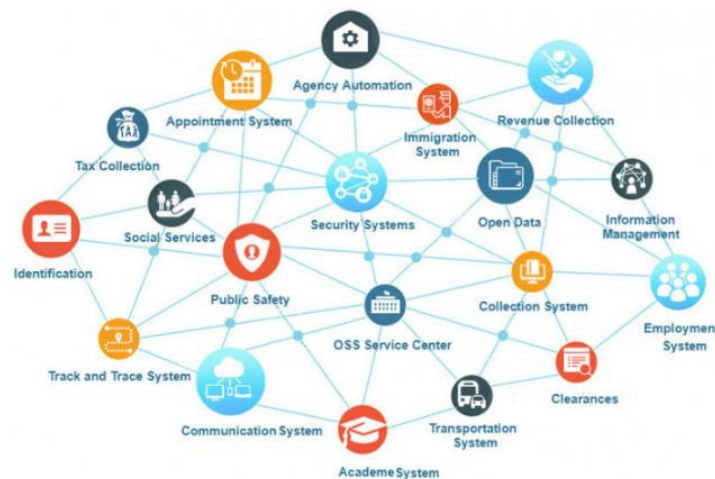 Agency Automation
Appointment System
Revenue Collection
Immigration
System
TAX
Tax Collection
Social Services
Security Systems
Open Data
Information
Management
Identification
Public Safety
Collection System
OSS Service Center
Employmen
System
Track and Trace System
Clearances
Communication System
Transportation
System
Academe System